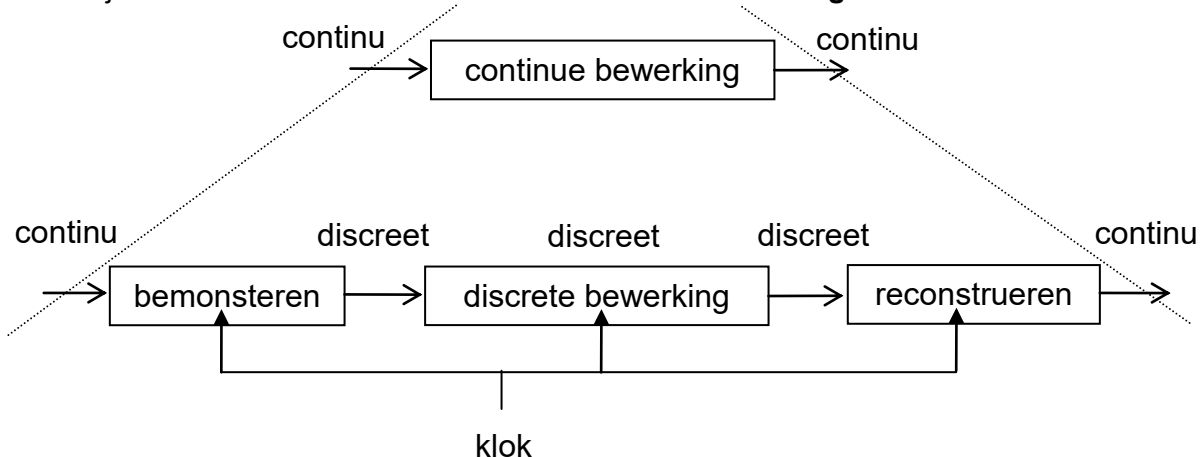 continu
continu
continue bewerking
continu
discreet
discreet
discreet
continu
bemonsteren
discrete bewerking
reconstrueren
klok